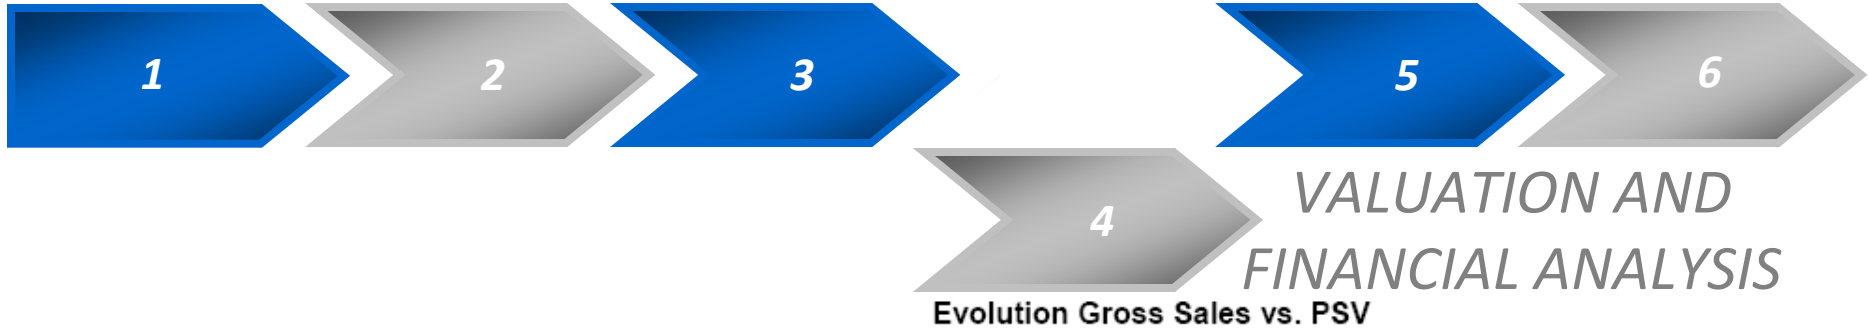 1
2
3
5
6
4
VALUATION AND
FINANCIAL ANALYSIS
Evolution Gross Sales vs. PSV